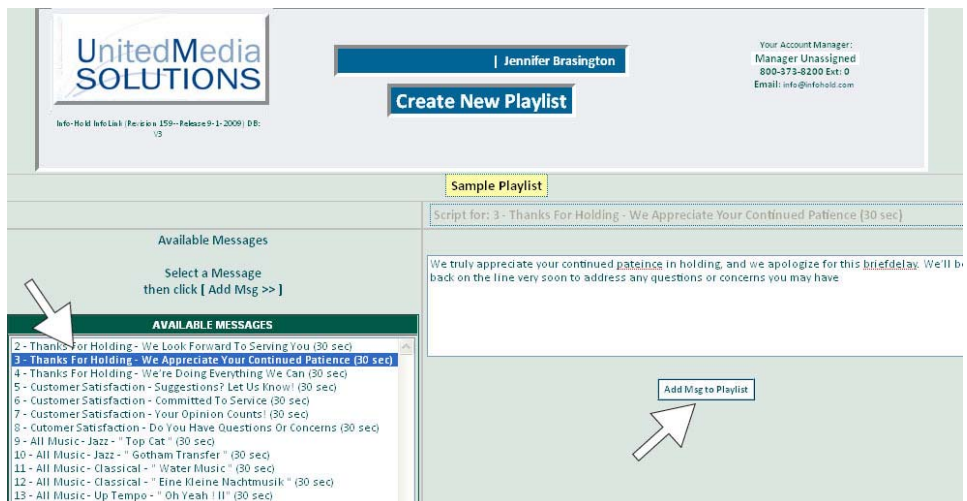 UnitedMedia
SOLUTIONS
Info-Hold InfoLink (Revision 159--Release 9-1-2009) DB:
V3
| Jennifer Brasington
Create New Playlist
Your Account Manager:
Manager Unassigned
800-373-8200 Ext: 0
Email: info@infohold.com
Sample Playlist
Script for: 3 - Thanks For Holding - We Appreciate Your Continued Patience (30 sec)
Available Messages
Select a Message
then click [ Add Msg >> ]
AVAILABLE MESSAGES
2 - Thanks For Holding - We Look Forward To Serving You (30 sec)
3 - Thanks For Holding - We Appreciate Your Continued Patience (30 sec)
4 - Thanks For Holding - We're Doing Everything We Can (30 sec)
5 - Customer Satisfaction - Suggestions? Let Us Know! (30 sec)
6 - Customer Satisfaction - Committed To Service (30 sec)
7 - Customer Satisfaction - Your Opinion Counts! (30 sec)
8 - Cutomer Satisfaction - Do You Have Questions Or Concerns (30 sec)
9 - All Music - Jazz - " Top Cat " (30 sec)
10 - All Music - Jazz - " Gotham Transfer " (30 sec)
11 - All Music - Classical - " Water Music " (30 sec)
12 - All Music - Classical - " Eine Kleine Nachtmusik " (30 sec)
13 - All Music - Up Tempo - " Oh Yeah ! II" (30 sec)
We truly appreciate your continued pateince in holding, and we apologize for this briefdelay. We'll be
back on the line very soon to address any questions or concerns you may have
Add Msg to Playlist